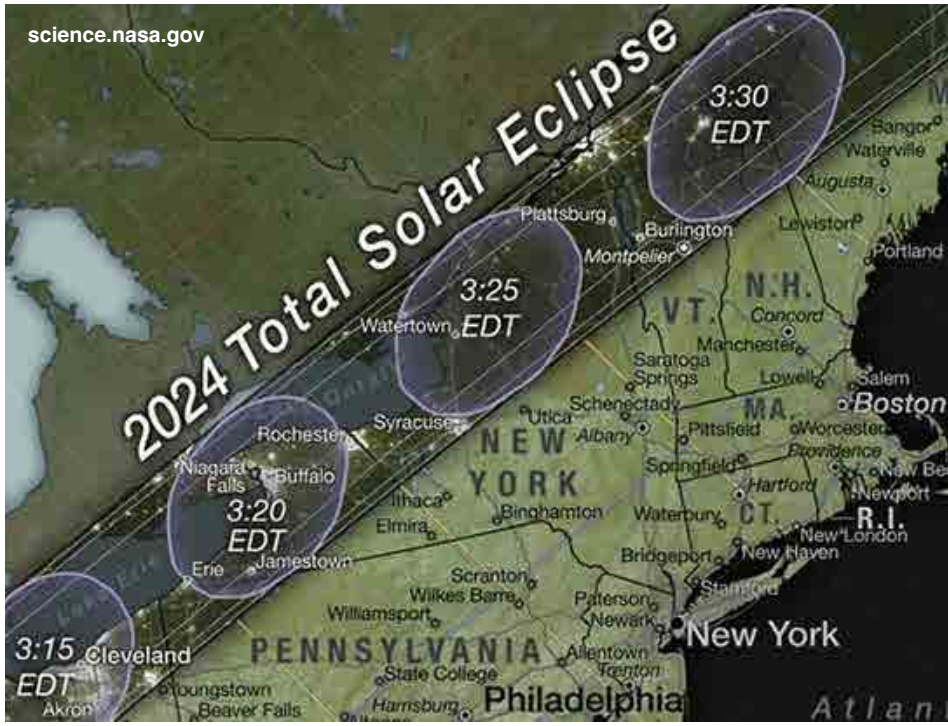 science.nasa.gov
2024 Total Solar Eclipse
3:30
EDT
Bangor
Waterville
Augusta
Lewiston
Portland
Plattsburg
Burlington
Montpelier
3:25
EDT
Watertown
VT.
N.H.
Concord
Manchester
Saratoga
Springs
Lowell
Salem
Schenectady
MA.
Boston
Rochester
Syracuse
Utica
Albany
Pittsfield
Worcester
Providence
NEW
YORK
Niagara
Falls
Buffalo
Springfield
New Be
Ithaca
Hartford
Newport
3:20
EDT
Elmira
Binghamton
Waterbury
CT.
R.I.
New London
Erie
Jamestown
Bridgeport
New Haven
Scranton
Wilkes Barre
Stamford
Williamsport
Paterson
Newark
3:15
EDT
Cleveland
PENNSYLVANIA
New York
Allentown
Trenton
State College
Youngstown
Akron
Beaver Falls
Harrisburg
Philadelphia
Altoona
Atlan